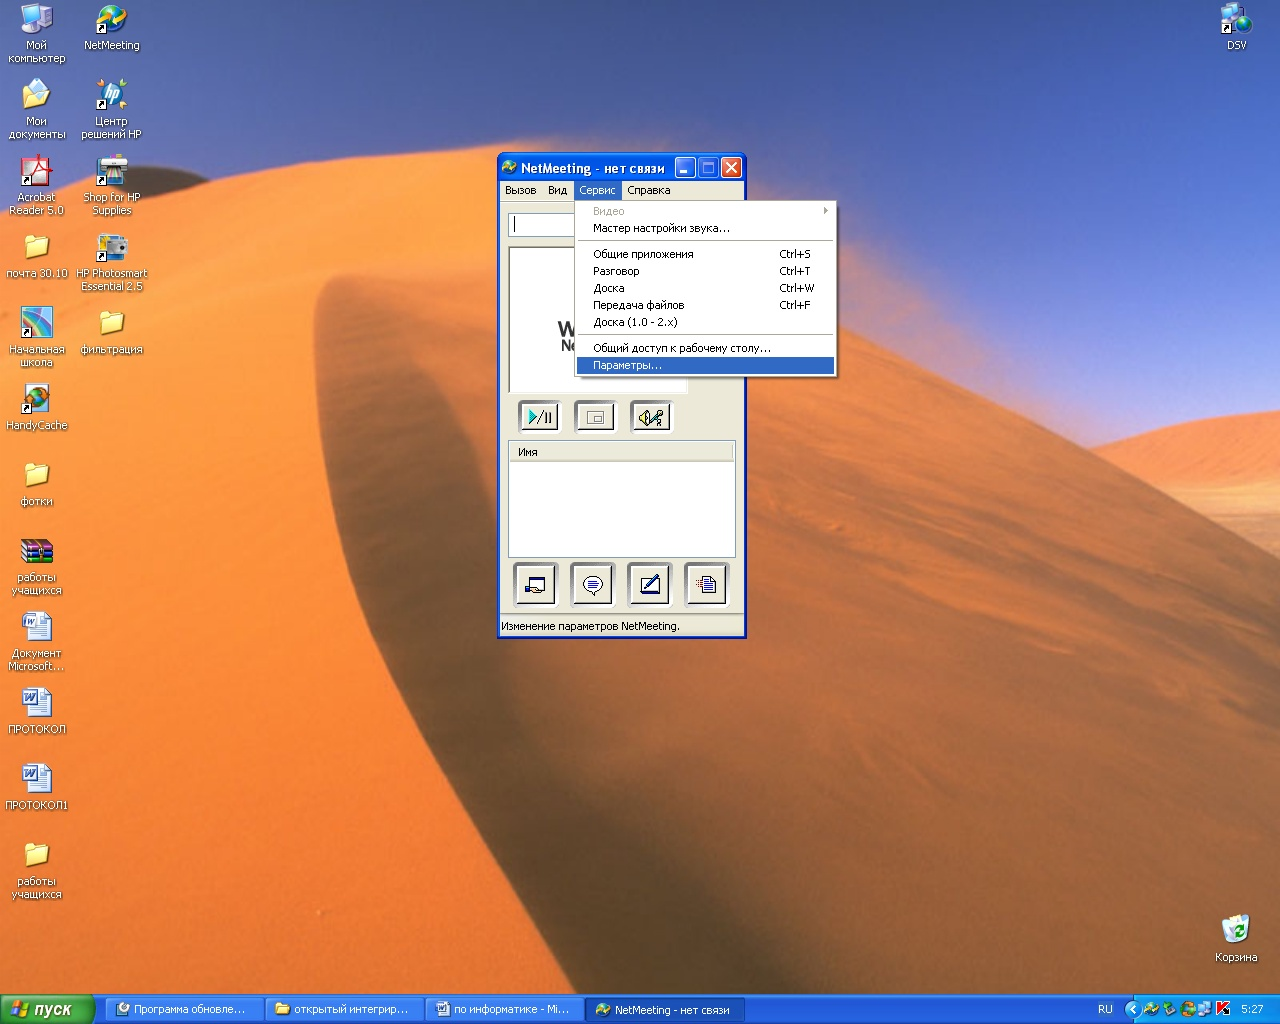 Мой
компьютер
NetMeeting
DSV
Мои
документы
Центр
решений HP
Acrobat
Reader 5.0
Shop for HP
Supplies
почта 30.10
HP Photosmart
Essential 2.5
Начальная
школа
фильтрация
HandyCache
фотки
работы
учащихся
Документ
Microsoft...
ПРОТОКОЛ
ПРОТОКОЛ1
работы
учащихся
Корзина
NetMeeting - нет связи
Вызов Вид Сервис Справка
Видео
Мастер настройки звука...
Общие приложения Ctrl+S
Разговор Ctrl+T
Доска Ctrl+W
Передача файлов Ctrl+F
Доска (1.0 - 2.x)
Общий доступ к рабочему столу...
Параметры...
Имя
Изменение параметров NetMeeting.
пуск
Программа обновле...
открытый интегрир...
по информатике - Mi...
NetMeeting - нет связи
RU
5:27